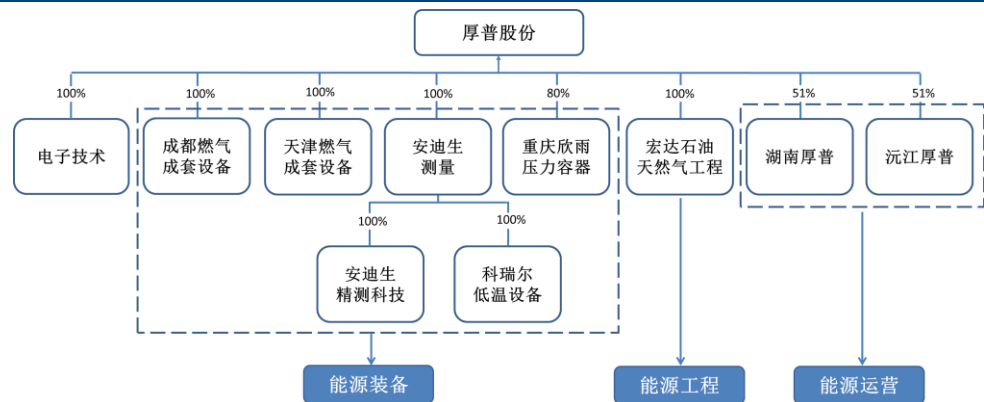 厚普股份
100%
100%
100%
100%
80%
100%
51%
51%
电子技术
成都燃气
成套设备
天津燃气
成套设备
安迪生
测量
重庆欣雨
压力容器
宏达石油
天然气工程
湖南厚普
沅江厚普
100%
100%
安迪生
精测科技
科瑞尔
低温设备
能源装备
能源工程
能源运营